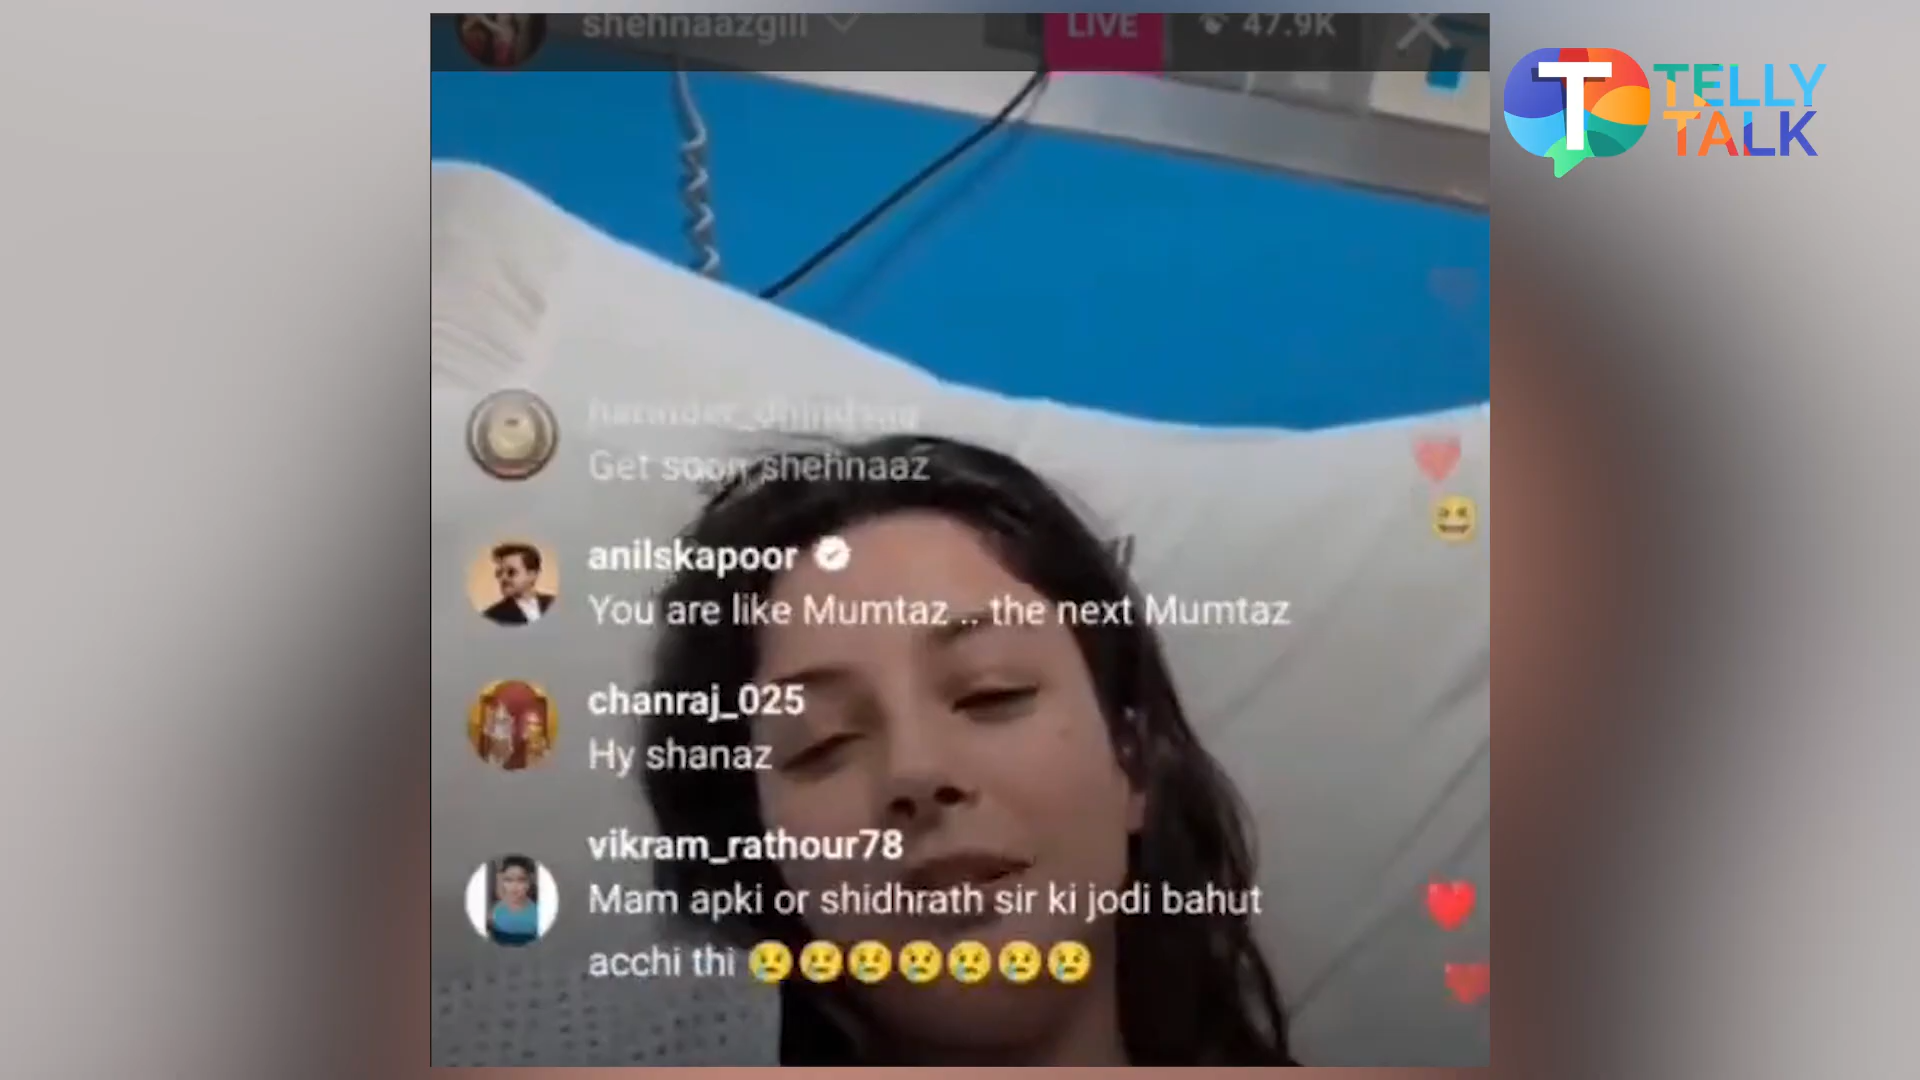 shehnaazgill
LIVE
47.9K
TELLY
TALK
harinder_dhindsaa
Get soon shehnaaz
anilskapoor
You are like Mumtaz .. the next Mumtaz
chanraj_025
Hy shanaz
vikram_rathour78
Mam apki or shidhrath sir ki jodi bahut
acchi thi 😢😢😢😢😢😢😢